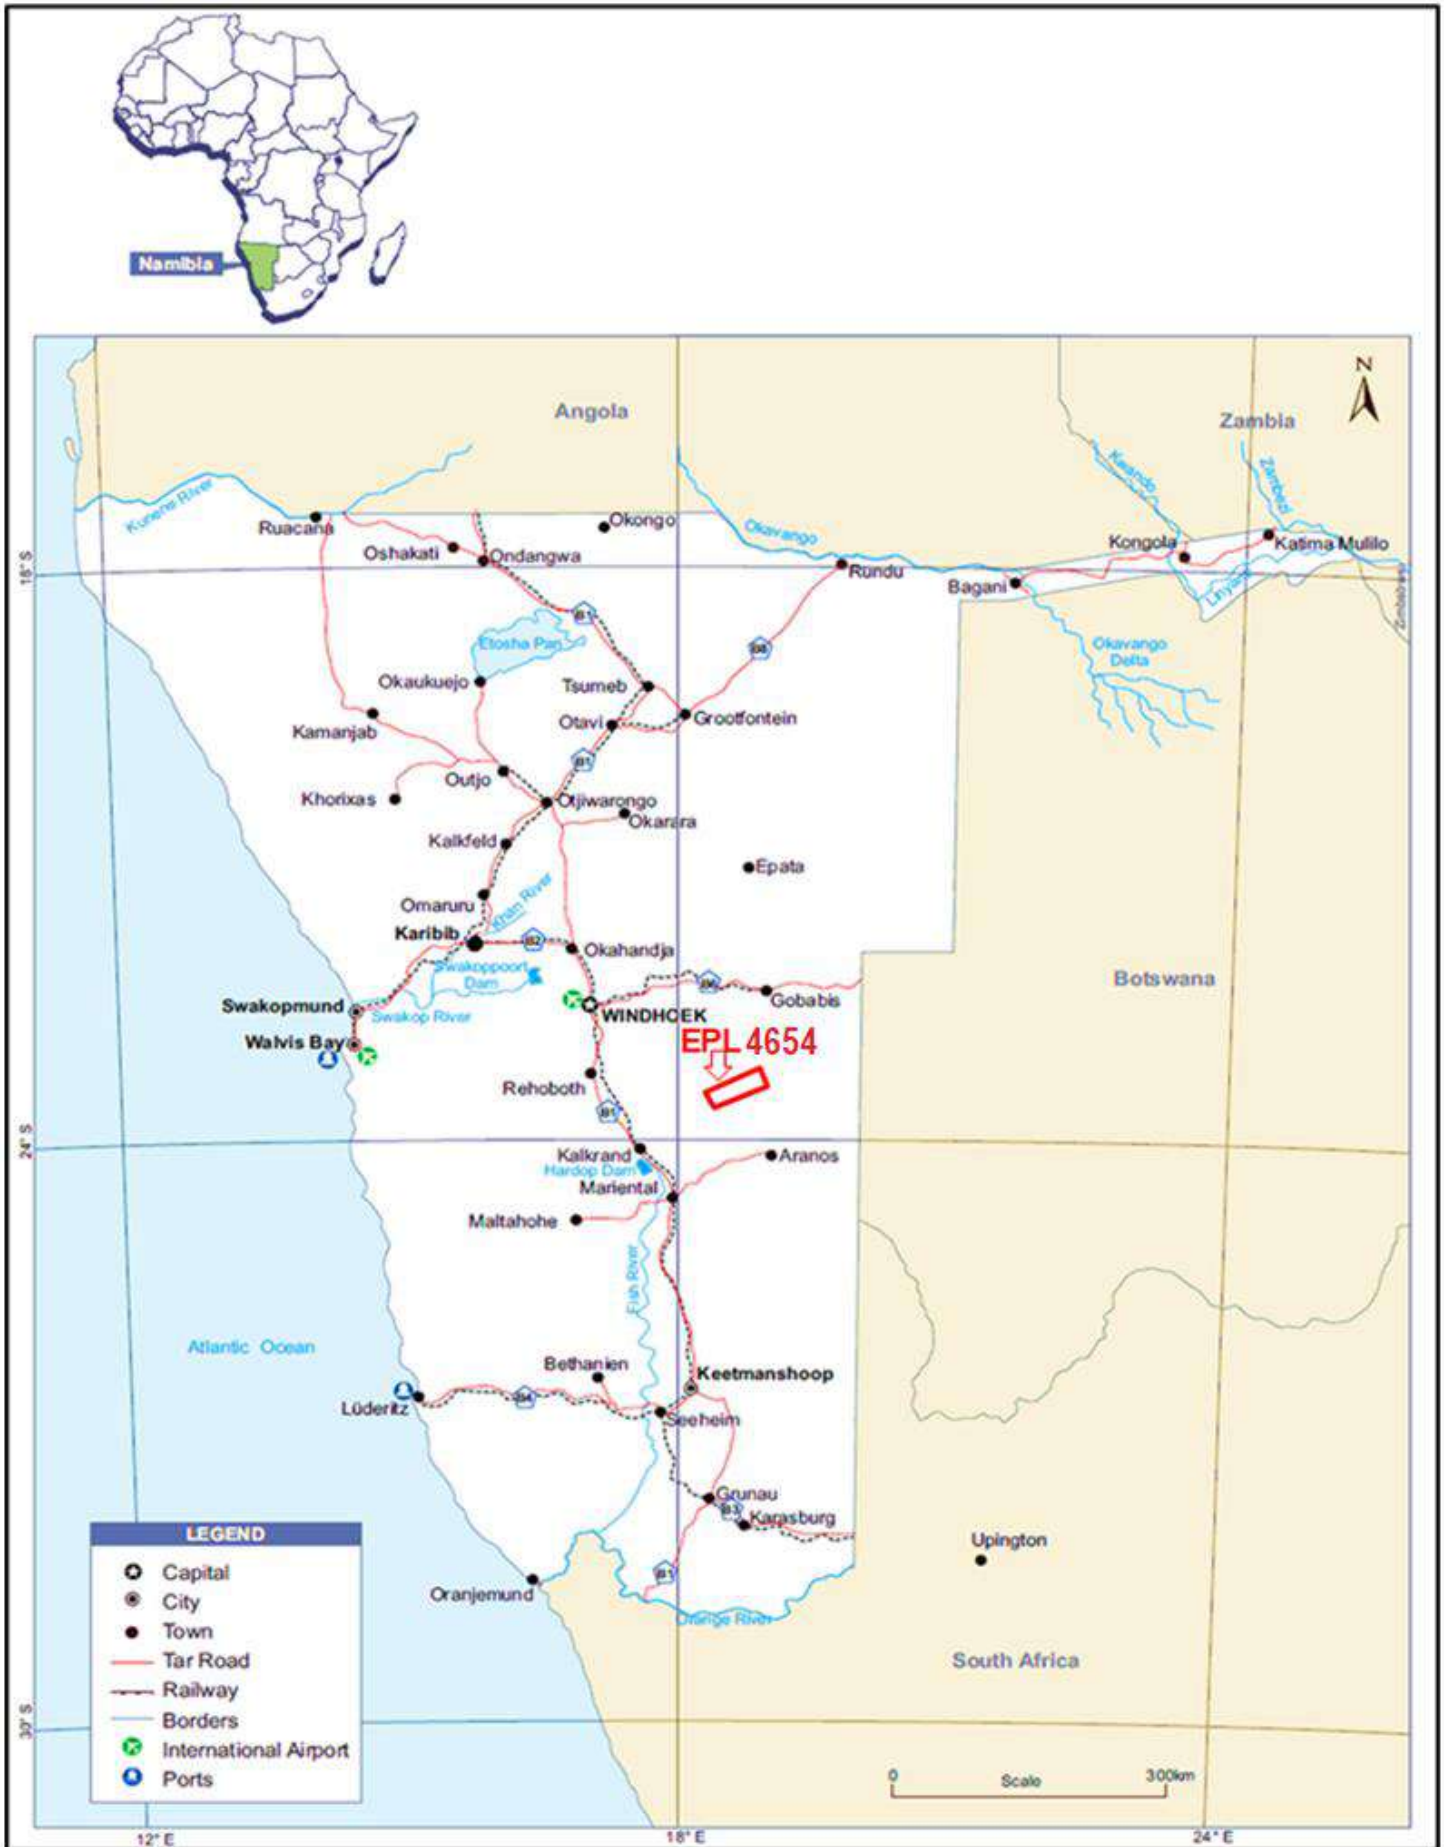 Namibia
N
Angola
Zambia
Kunene River
Kwando
Zambezi
Ruacana
Okongo
Okavango
Oshakati
Ondangwa
Kongola
Katima Mulilo
18° S
Rundu
Bagani
Linyanti
Zimbabwe
B1
Etosha Pan
B8
Okavango
Delta
Okaukuejo
Tsumeb
Kamanjab
Otavi
Grootfontein
B1
Outjo
Khorixas
Otjiwarongo
Okarara
Kalkfeld
Epata
Omaruru
Khan River
Karibib
B2
Okahandja
Swakoppoort
Dam
B6
Botswana
Gobabis
Swakopmund
Swakop River
WINDHOEK
Walvis Bay
EPL 4654
Rehoboth
B1
24° S
Kalkrand
Aranos
Hardop Dam
Mariental
Maltahohe
Fish River
Atlantic Ocean
Bethanien
Keetmanshoop
Lüderitz
B4
Seeheim
Grunau
B3
Karasburg
Upington
B1
Oranjemund
Orange River
South Africa
LEGEND
Capital
City
Town
Tar Road
Railway
Borders
International Airport
Ports
30° S
0
Scale
300km
12° E
18° E
24° E